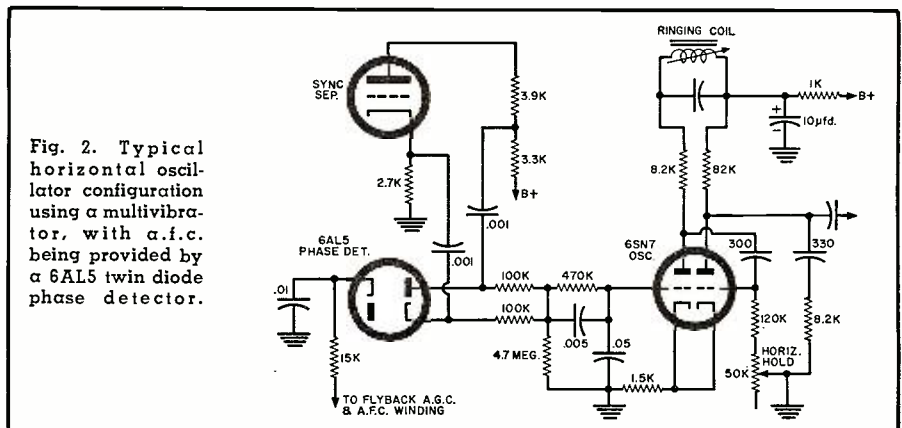 Fig. 2. Typical
horizontal oscil-
lator configuration
using a multivibra-
tor, with a.f.c.
being provided by
a 6AL5 twin diode
phase detector.
RINGING COIL
SYNC
SEP.
3.9K
3.3K
B+
2.7K
.001
.001
1K
B+
+
-
10µfd.
8.2K
82K
6AL5
PHASE DET.
.01
15K
TO FLYBACK A.G.C.
& A.F.C. WINDING
100K
470K
100K
.005
.05
4.7 MEG.
1.5K
6SN7
OSC.
300
330
120K
8.2K
HORIZ.
HOLD
50K